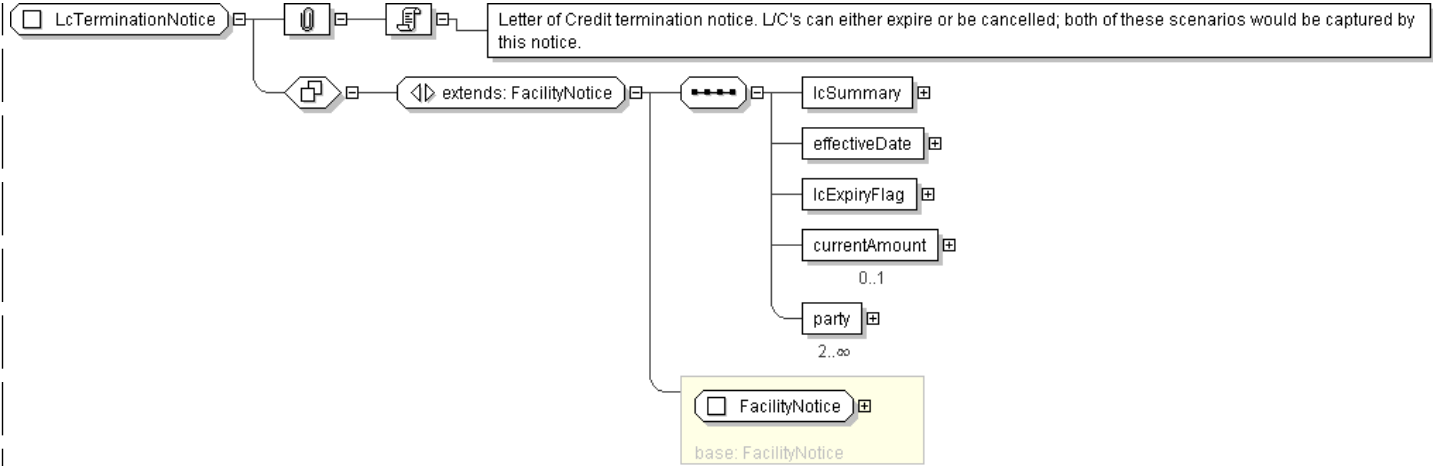 LcTerminationNotice
Letter of Credit termination notice. L/C's can either expire or be cancelled; both of these scenarios would be captured by
this notice.
extends: FacilityNotice
lcSummary
effectiveDate
lcExpiryFlag
currentAmount
0..1
party
2..∞
FacilityNotice
base: FacilityNotice